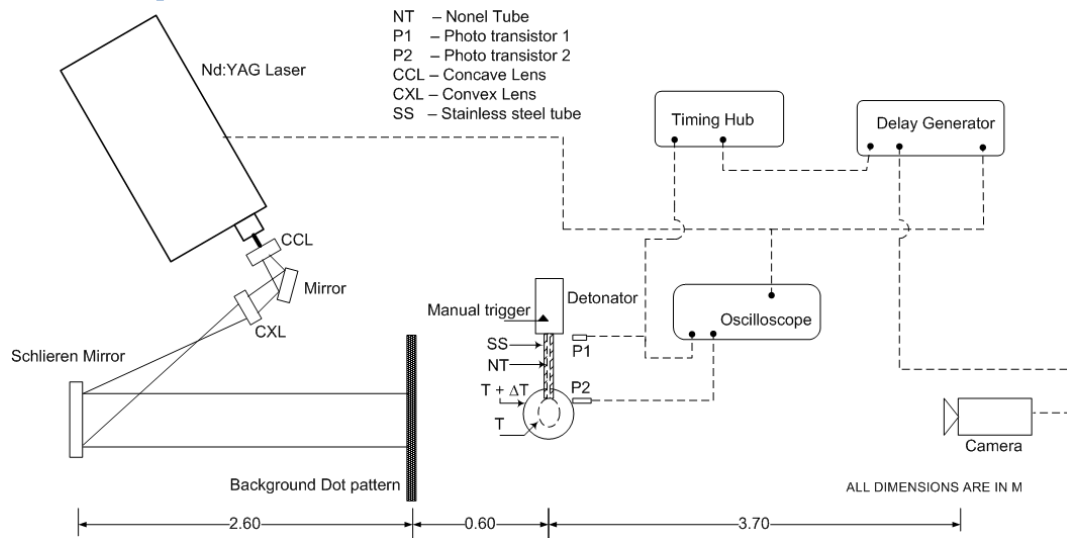 NT – Nonel Tube
P1 – Photo transistor 1
P2 – Photo transistor 2
CCL – Concave Lens
CXL – Convex Lens
SS – Stainless steel tube
Nd:YAG Laser
Timing Hub
Delay Generator
CCL
Mirror
CXL
Manual trigger
Detonator
Oscilloscope
SS
P1
NT
Schlieren Mirror
T + ΔT
P2
T
Camera
Background Dot pattern
ALL DIMENSIONS ARE IN M
2.60
0.60
3.70